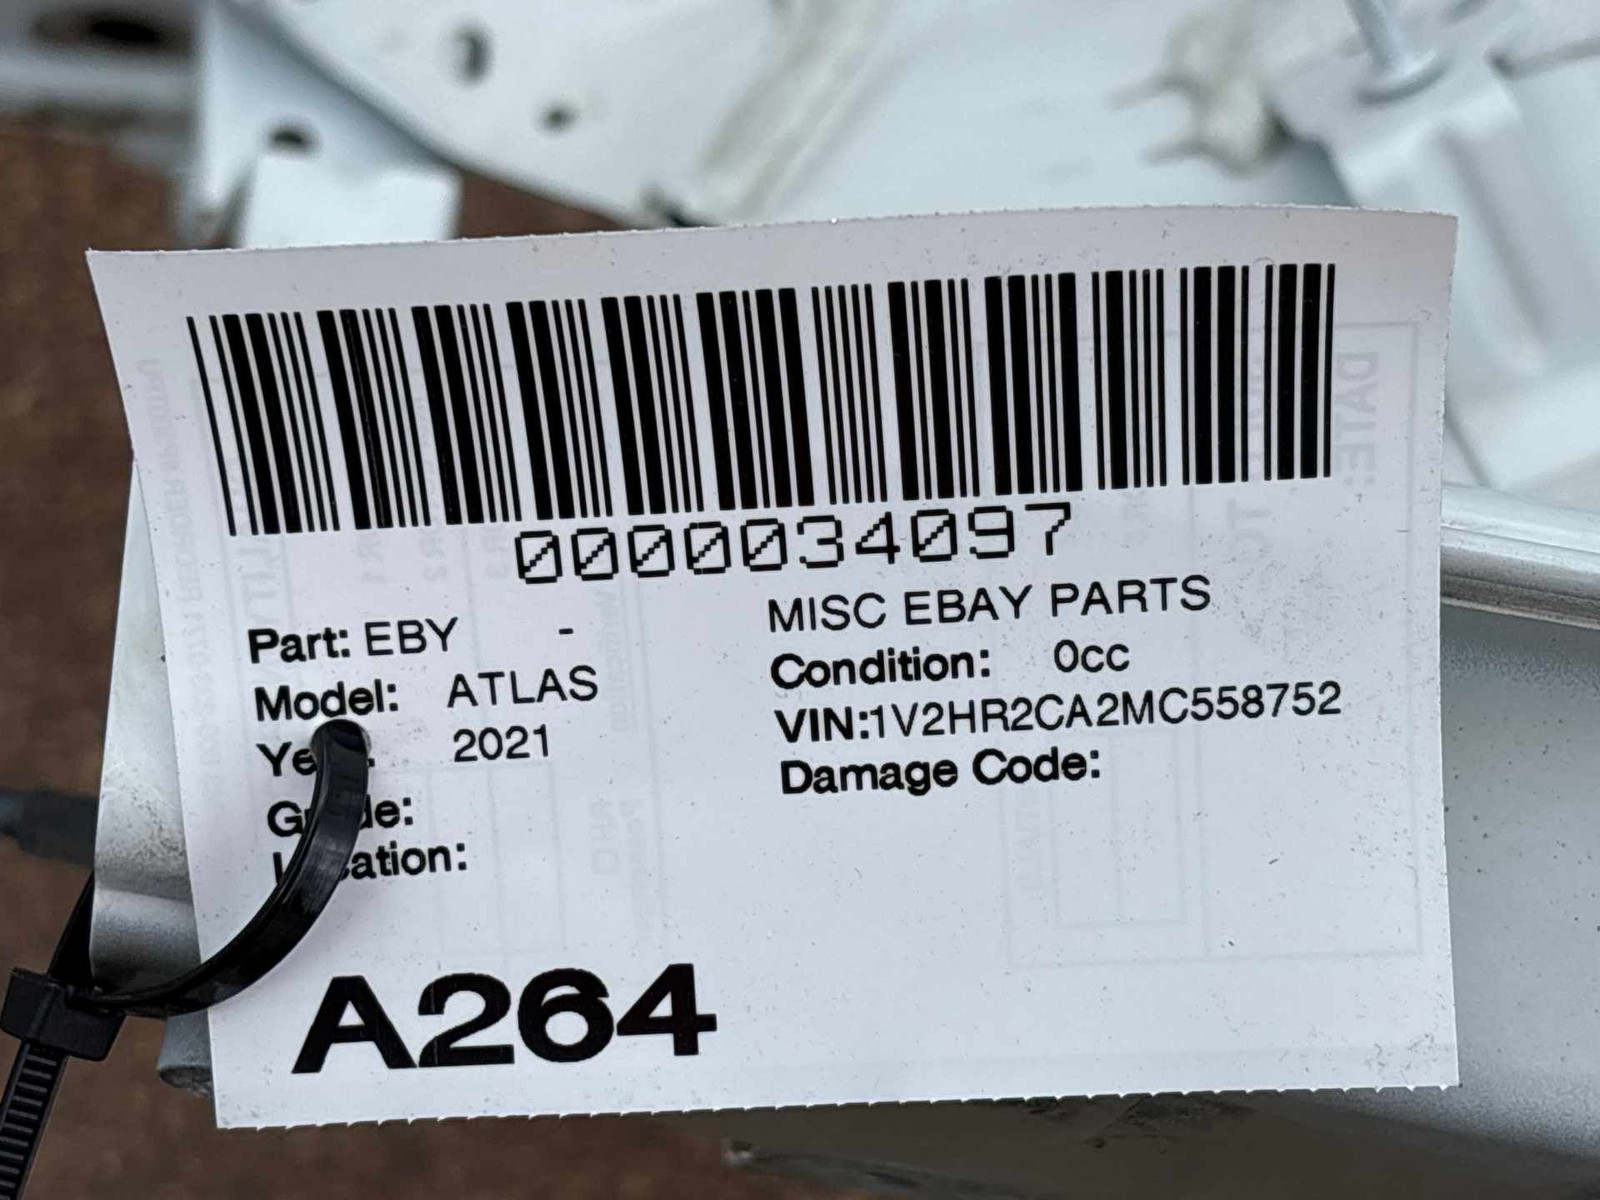 0000034097
Part: EBY - MISC EBAY PARTS
Model: ATLAS Condition: 0cc
2021 VIN:1V2HR2CA2MC558752
Damage Code:
A264